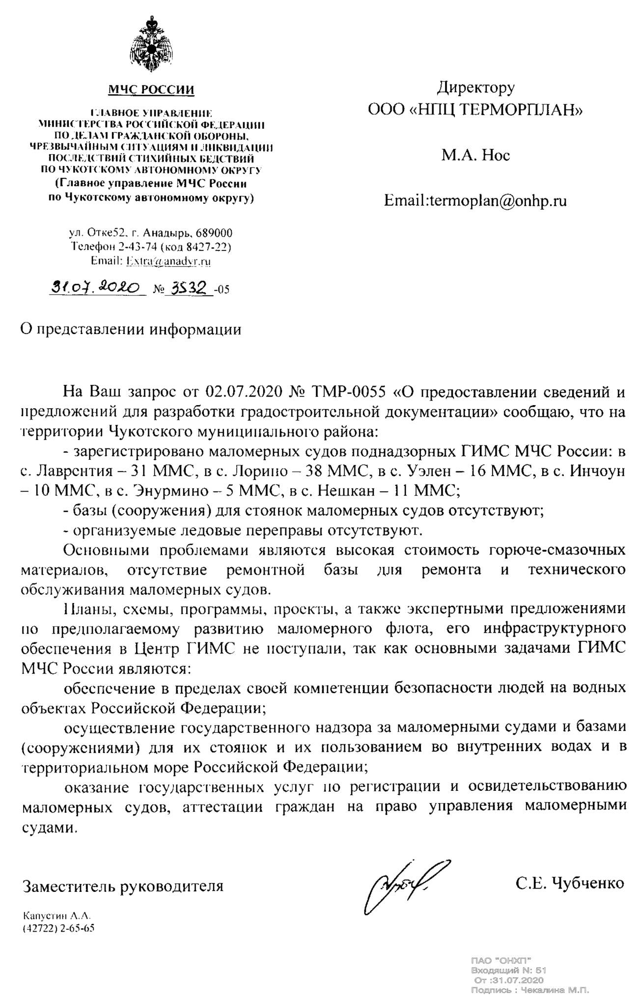 МЧС РОССИИ
ГЛАВНОЕ УПРАВЛЕНИЕ
МИНИСТЕРСТВА РОССИЙСКОЙ ФЕДЕРАЦИИ
ПО ДЕЛАМ ГРАЖДАНСКОЙ ОБОРОНЫ,
ЧРЕЗВЫЧАЙНЫМ СИТУАЦИЯМ И ЛИКВИДАЦИИ
ПОСЛЕДСТВИЙ СТИХИЙНЫХ БЕДСТВИЙ
ПО ЧУКОТСКОМУ АВТОНОМНОМУ ОКРУГУ
(Главное управление МЧС России
по Чукотскому автономному округу)
ул. Отке52, г. Анадырь, 689000
Телефон 2-43-74 (код 8427-22)
Email: Extra@anadyr.ru
31.07.2020 № 3532 -05
Директору
ООО «НПЦ ТЕРМОРПЛАН»
М.А. Нос
Email:termoplan@onhp.ru
О представлении информации
На Ваш запрос от 02.07.2020 № ТМР-0055 «О предоставлении сведений и
предложений для разработки градостроительной документации» сообщаю, что на
территории Чукотского муниципального района:
- зарегистрировано маломерных судов поднадзорных ГИМС МЧС России: в
с. Лаврентия – 31 ММС, в с. Лорино – 38 ММС, в с. Уэлен – 16 ММС, в с. Инчоун
– 10 ММС, в с. Энурмино – 5 ММС, в с. Нешкан – 11 ММС;
- базы (сооружения) для стоянок маломерных судов отсутствуют;
- организуемые ледовые переправы отсутствуют.
Основными проблемами являются высокая стоимость горюче-смазочных
материалов, отсутствие ремонтной базы для ремонта и технического
обслуживания маломерных судов.
Планы, схемы, программы, проекты, а также экспертными предложениями
по предполагаемому развитию маломерного флота, его инфраструктурного
обеспечения в Центр ГИМС не поступали, так как основными задачами ГИМС
МЧС России являются:
обеспечение в пределах своей компетенции безопасности людей на водных
объектах Российской Федерации;
осуществление государственного надзора за маломерными судами и базами
(сооружениями) для их стоянок и их пользованием во внутренних водах и в
территориальном море Российской Федерации;
оказание государственных услуг по регистрации и освидетельствованию
маломерных судов, аттестации граждан на право управления маломерными
судами.
Заместитель руководителя
С.Е. Чубченко
Капустин А.А.
(42722) 2-65-65
ПАО "ОНХП"
Входящий N: 51
От :31.07.2020
Подпись : Чекалина М.П.